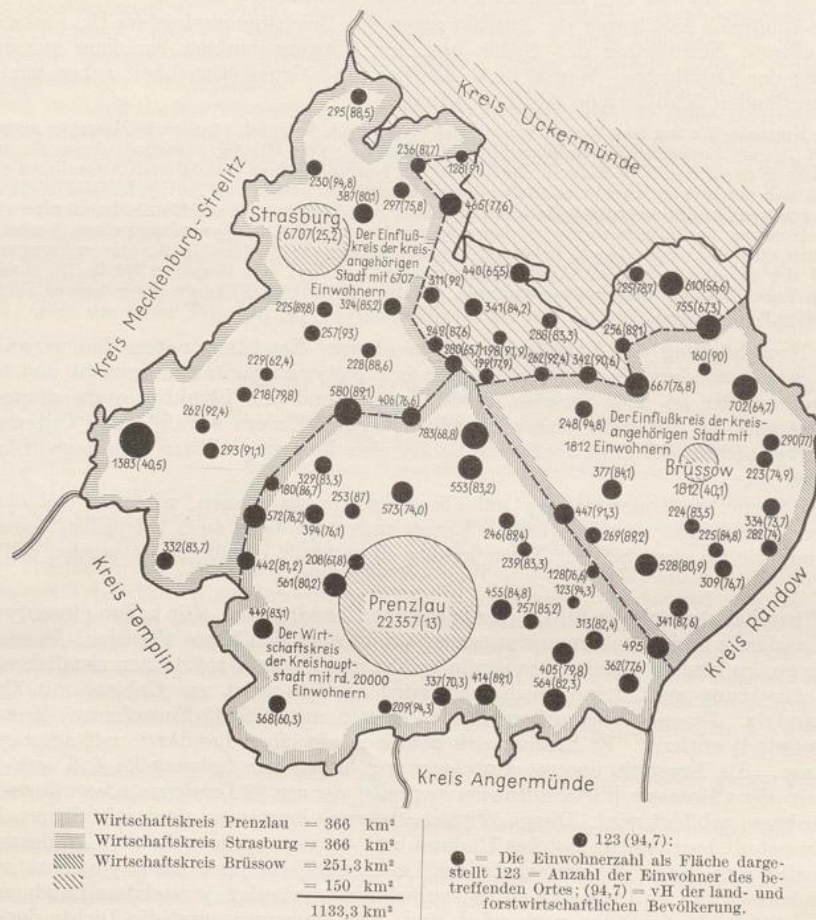 Kreis Uckermünde
295(88,5)
236(87,7)
128(91)
230(94,8)
387(80,1)
297(75,8)
465(77,6)
Kreis Mecklenburg-Strelitz
Strasburg
6707(25,2)
Der Einfluß-
kreis der kreis-
angehörigen
Stadt mit 6707
Einwohnern
440(65,5)
225(78,7)
610(56,6)
311(92)
755(67,3)
225(89,8)
324(85,2)
341(84,2)
257(93)
286(83,3)
249(87,6)
198(91,9)
256(82,1)
228(88,6)
280(65,7)
199(77,9)
262(92,4)
342(90,6)
160(90)
229(62,4)
667(76,8)
218(79,8)
702(64,7)
580(89,1)
406(76,6)
248(94,8)
Der Einflußkreis der kreis-
angehörigen Stadt mit
1812 Einwohnern
262(92,4)
783(68,8)
290(77)
1383(40,5)
293(91,1)
Brüssow
1812(40,1)
223(74,9)
329(83,3)
553(83,2)
377(84,1)
180(86,7)
253(87)
573(74,0)
334(73,7)
572(76,2)
394(76,1)
447(91,3)
224(83,5)
246(89,4)
269(89,2)
225(84,8)
282(74)
332(83,7)
442(81,2)
208(67,8)
239(83,3)
561(80,2)
128(76,6)
528(80,9)
309(76,7)
Kreis Templin
Prenzlau
22357(13)
455(84,8)
123(94,3)
257(85,2)
341(87,6)
Kreis Randow
449(83,1)
313(82,4)
Der Wirt-
schaftskreis
der Kreishaupt-
stadt mit rd. 20000
Einwohnern
495
405(79,8)
362(77,6)
337(70,3)
414(89,1)
564(82,3)
368(60,3)
209(94,3)
Kreis Angermünde
Wirtschaftskreis Prenzlau = 366 km²
Wirtschaftskreis Strasburg = 366 km²
Wirtschaftskreis Brüssow = 251,3 km²
= 150 km²
1133,3 km²
123 (94,7):
= Die Einwohnerzahl als Fläche darge-
stellt 123 = Anzahl der Einwohner des be-
treffenden Ortes; (94,7) = vH der land- und
forstwirtschaftlichen Bevölkerung.